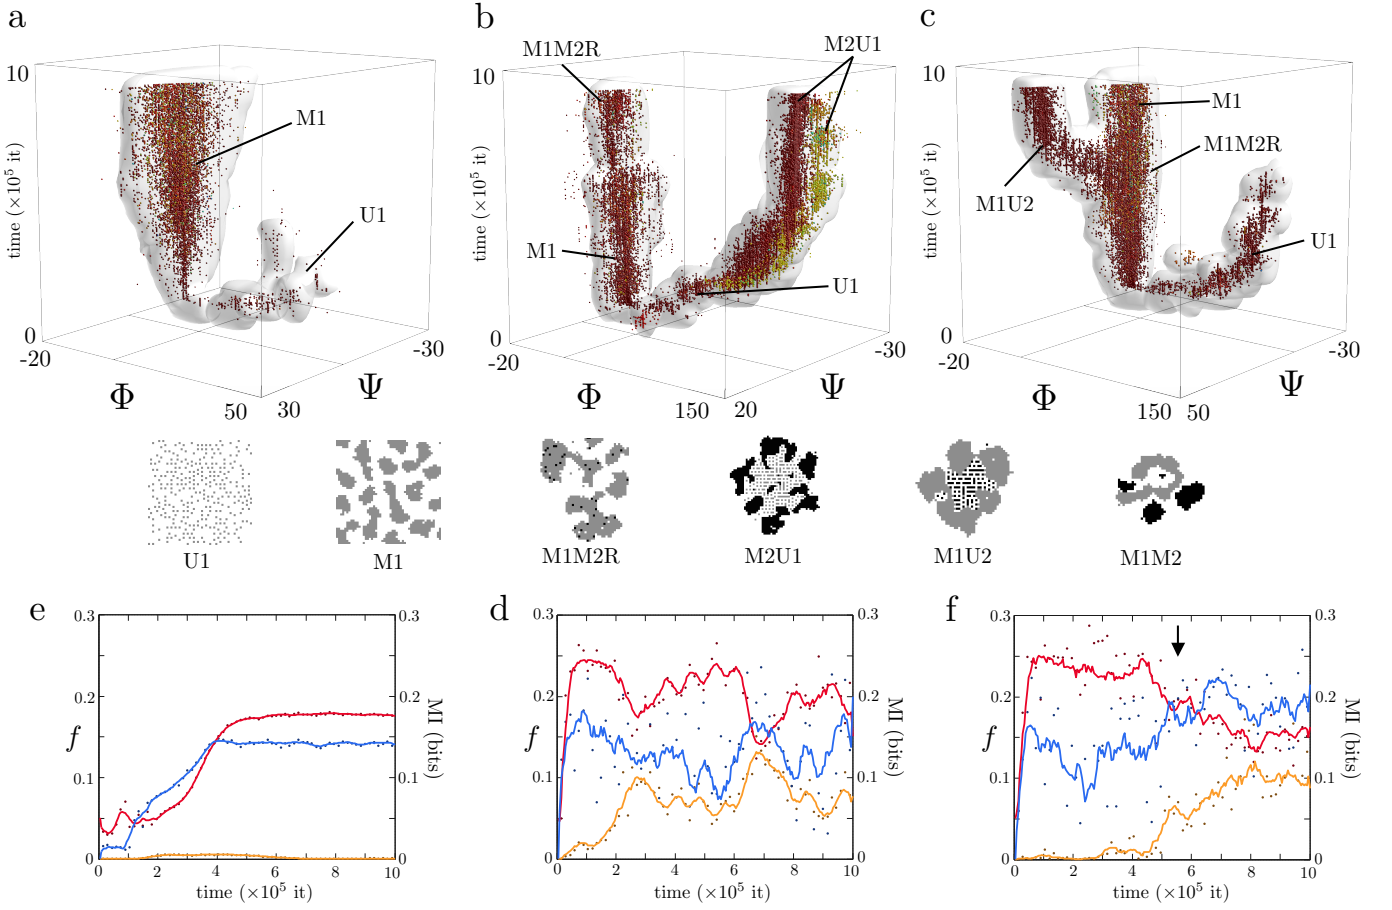 a
b
c
10
M1
U1
time (×10⁵ it)
0
-20
Φ
50
30
Ψ
-30
M1M2R
M2U1
10
M1
U1
time (×10⁵ it)
0
-20
Φ
150
20
Ψ
-30
10
M1
M1M2R
M1U2
U1
time (×10⁵ it)
0
-20
Φ
150
50
Ψ
-30
U1
M1
M1M2R
M2U1
M1U2
M1M2
e
0.3
0.2
f
0.1
0
0.3
0.2
MI (bits)
0.1
0
0 2 4 6 8 10
time (×10⁵ it)
d
0.3
0.2
f
0.1
0
0.3
0.2
MI (bits)
0.1
0
0 2 4 6 8 10
time (×10⁵ it)
f
0.3
0.2
f
0.1
0
0.3
0.2
MI (bits)
0.1
0
0 2 4 6 8 10
time (×10⁵ it)